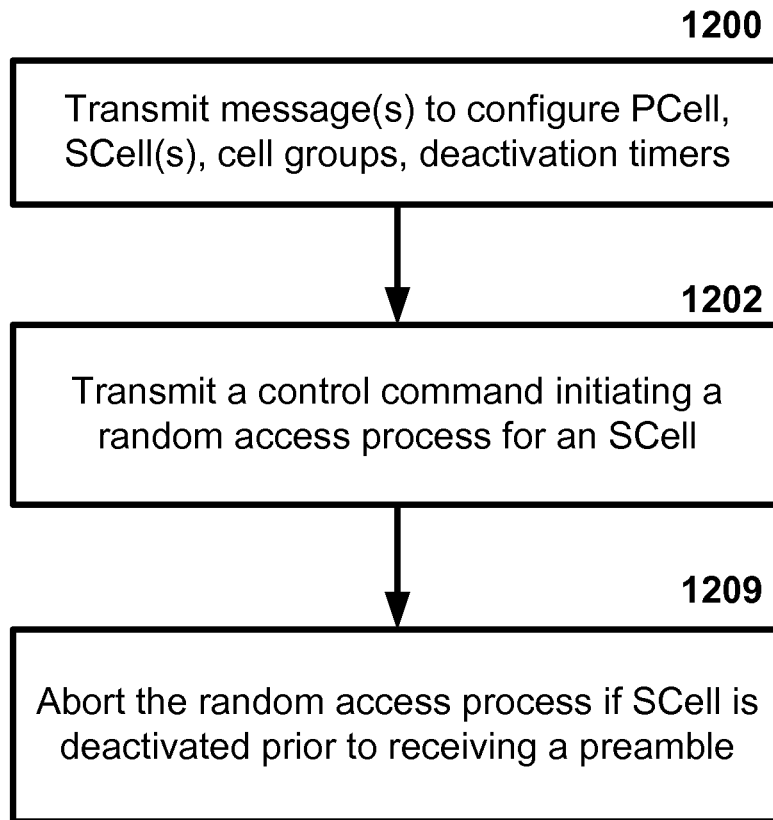 1200
Transmit message(s) to configure PCell,
SCell(s), cell groups, deactivation timers
1202
Transmit a control command initiating a
random access process for an SCell
1209
Abort the random access process if SCell is
deactivated prior to receiving a preamble